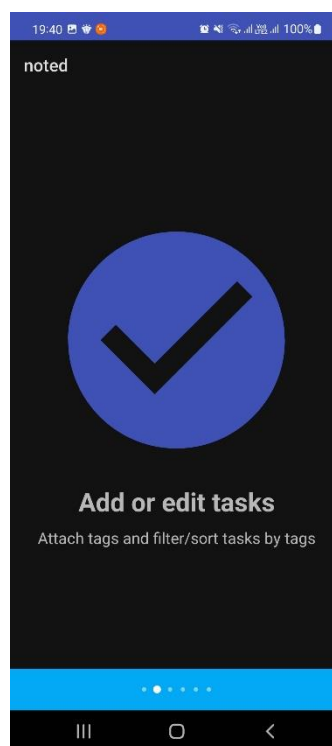 19:40 100%
noted
Add or edit tasks
Attach tags and filter/sort tasks by tags